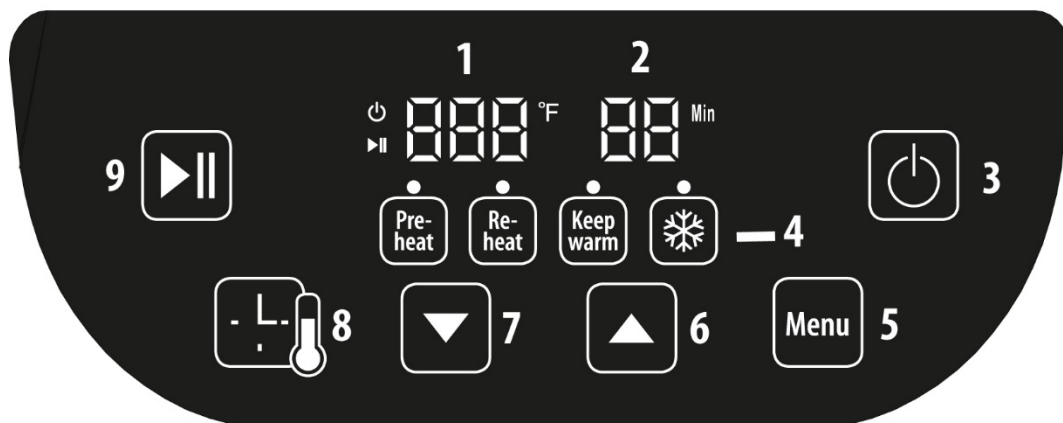 1 2
888 °F 88 Min
9 3
Pre-
heat
Re-
heat
Keep
warm
4
8 7 6 Menu 5